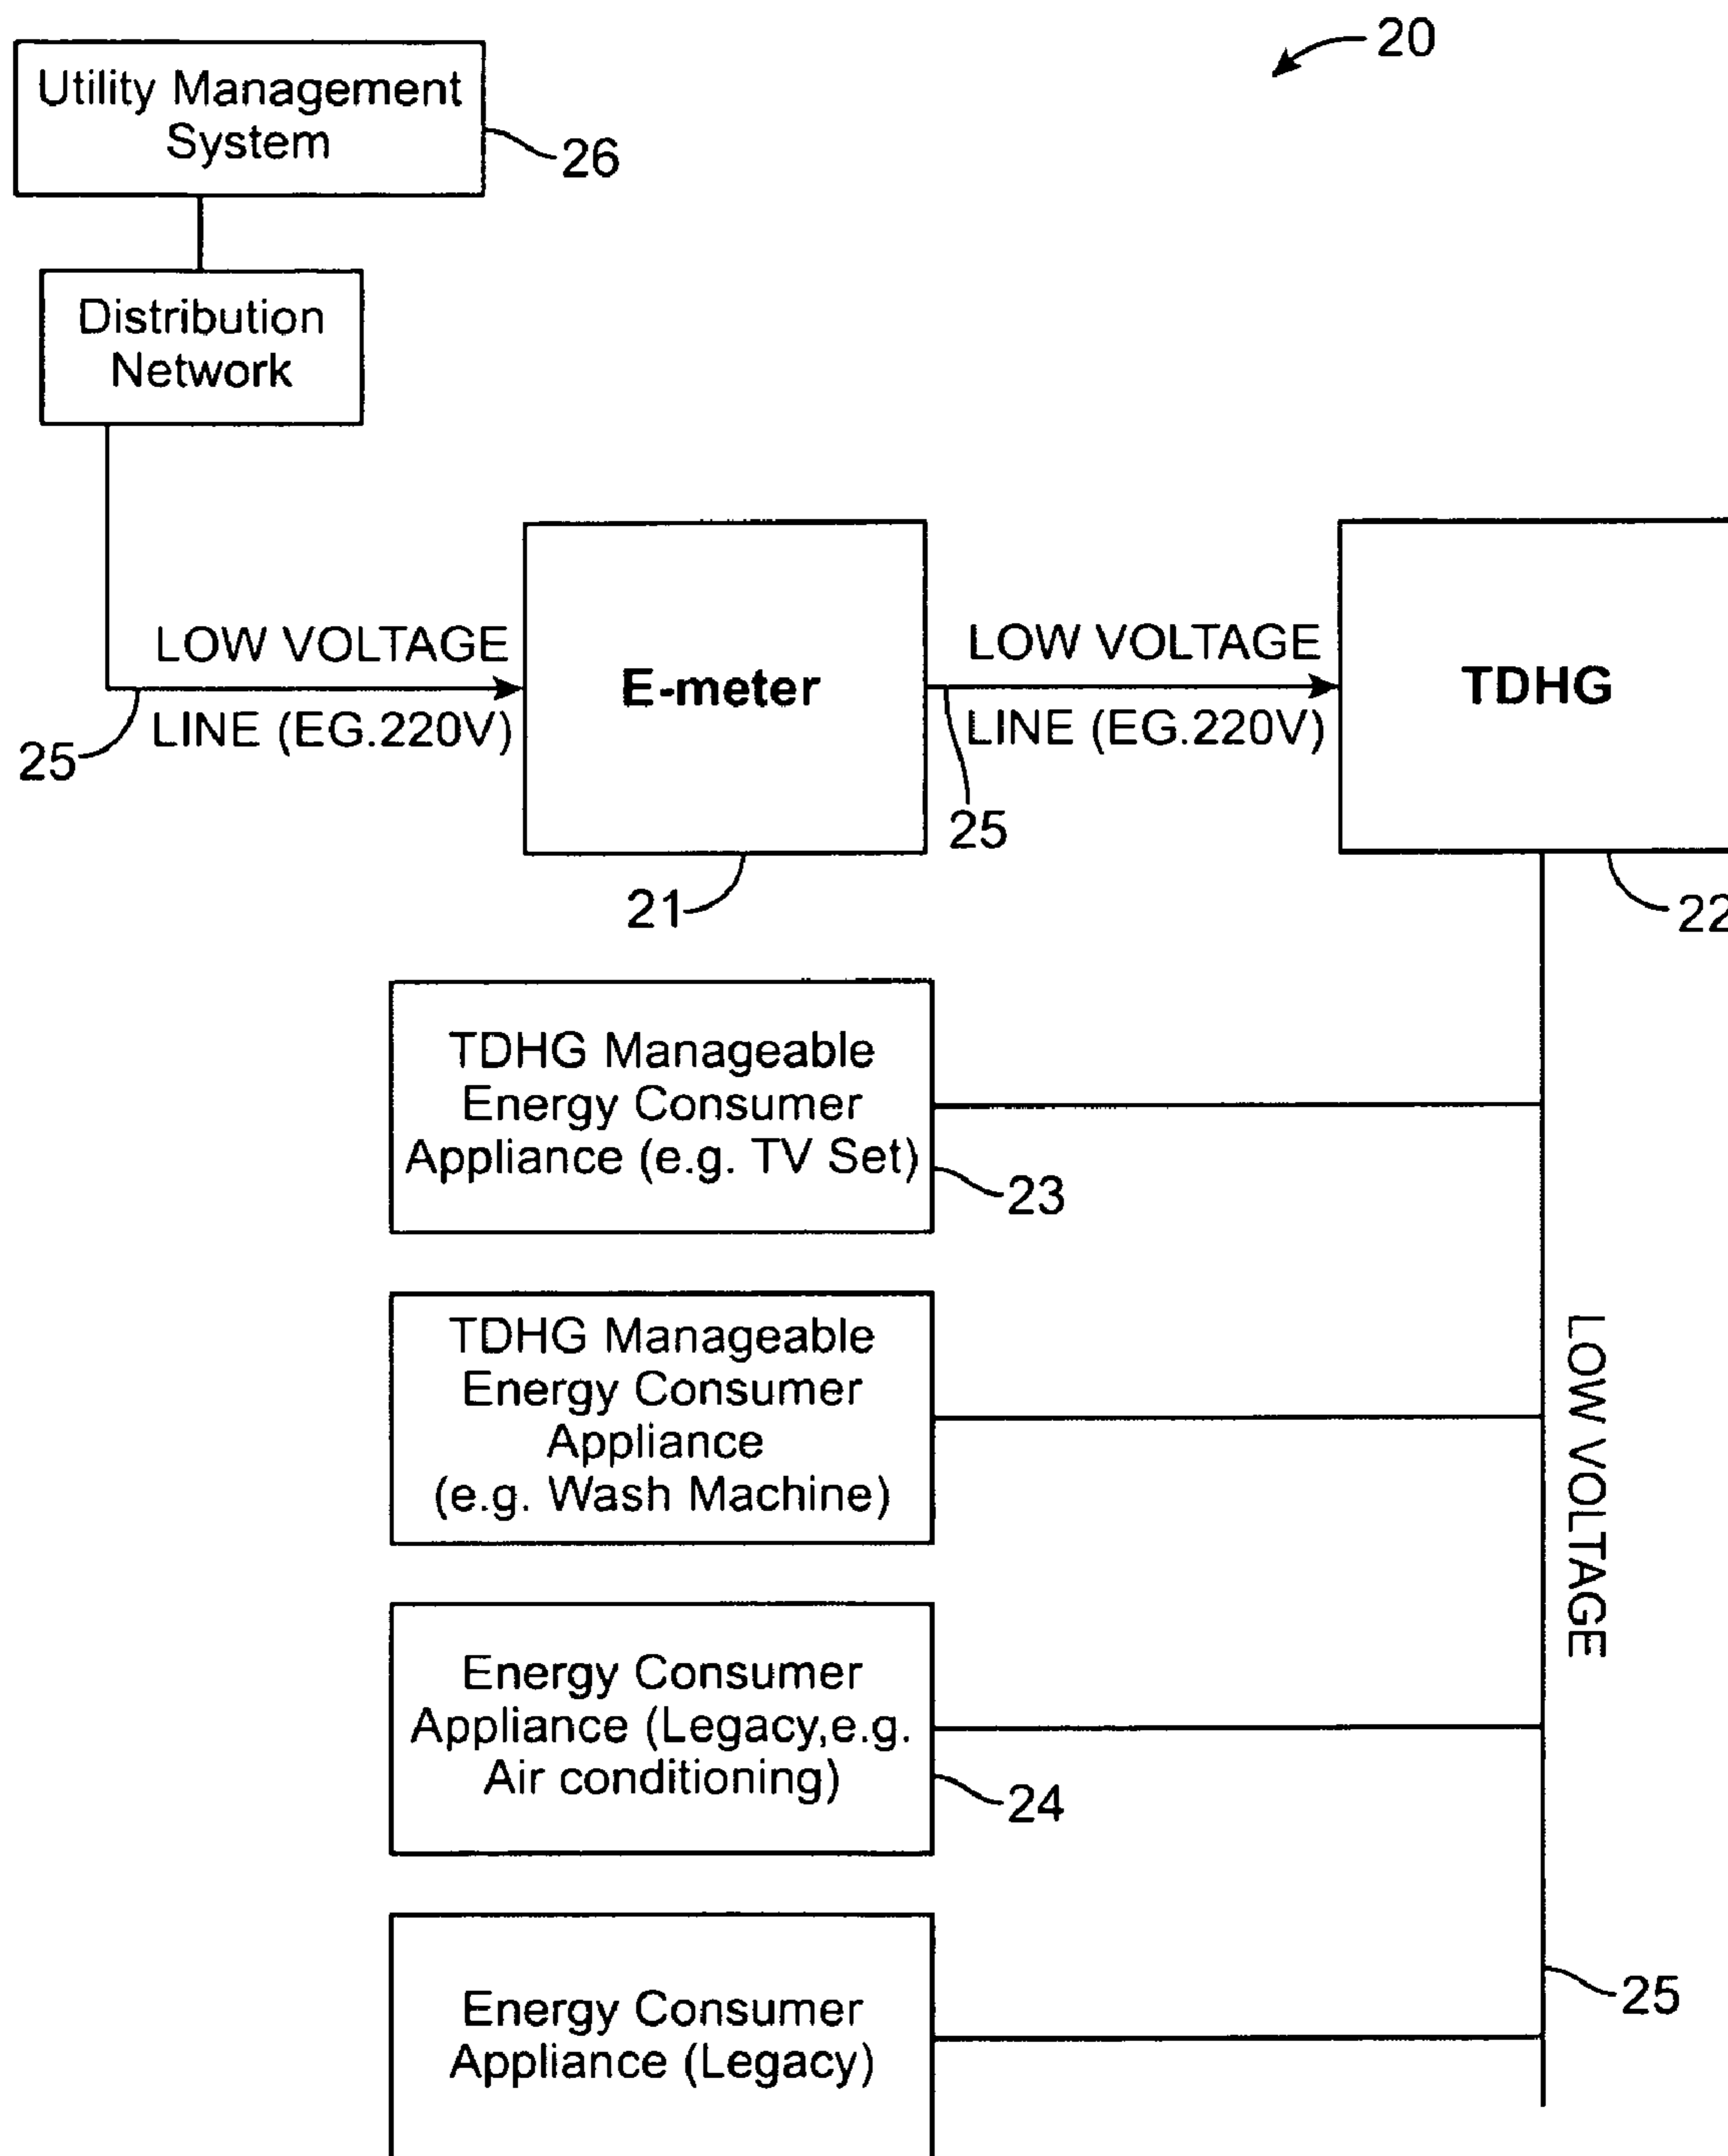 20
Utility Management
System
26
Distribution
Network
LOW VOLTAGE
LINE (EG.220V)
25
E-meter
21
LOW VOLTAGE
LINE (EG.220V)
25
TDHG
22
TDHG Manageable
Energy Consumer
Appliance (e.g. TV Set)
23
TDHG Manageable
Energy Consumer
Appliance
(e.g. Wash Machine)
LOW VOLTAGE
Energy Consumer
Appliance (Legacy,e.g.
Air conditioning)
24
Energy Consumer
Appliance (Legacy)
25